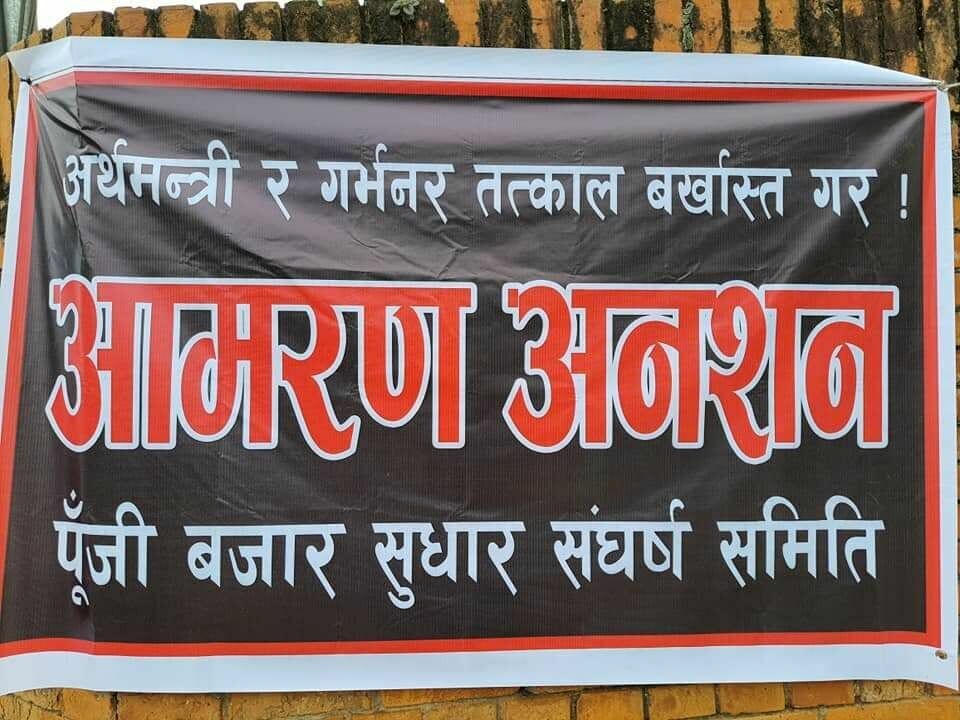 अर्थमन्त्री र गर्भनर तत्काल बर्खास्त गर !
आमरण अनशन
पूँजी बजार सुधार संघर्ष समिति